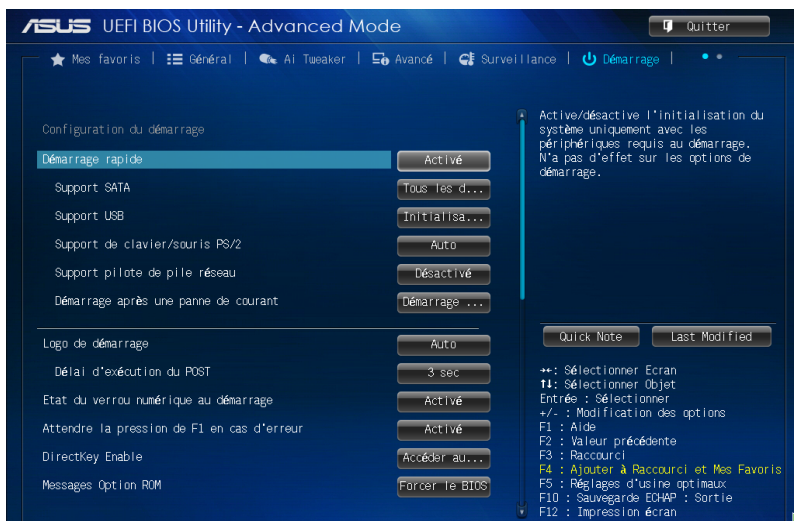 ASUS UEFI BIOS Utility - Advanced Mode
Quitter
Mes favoris | Général | Ai Tweaker | Avancé | Surveillance | Démarrage |
Configuration du démarrage
Démarrage rapide Activé
Support SATA Tous les d...
Support USB Initialisa...
Support de clavier/souris PS/2 Auto
Support pilote de pile réseau Désactivé
Démarrage après une panne de courant Démarrage ...
Logo de démarrage Auto
Délai d'exécution du POST 3 sec
Etat du verrou numérique au démarrage Activé
Attendre la pression de F1 en cas d'erreur Activé
DirectKey Enable Accéder au...
Messages Option ROM Forcer le BIOS
Active/désactive l'initialisation du
système uniquement avec les
périphériques requis au démarrage.
N'a pas d'effet sur les options de
démarrage.
Quick Note Last Modified
→←: Sélectionner Ecran
↑↓: Sélectionner Objet
Entrée : Sélectionner
+/- : Modification des options
F1 : Aide
F2 : Valeur précédente
F3 : Raccourci
F4 : Ajouter à Raccourci et Mes Favoris
F5 : Réglages d'usine optimaux
F10 : Sauvegarde ECHAP : Sortie
F12 : Impression écran